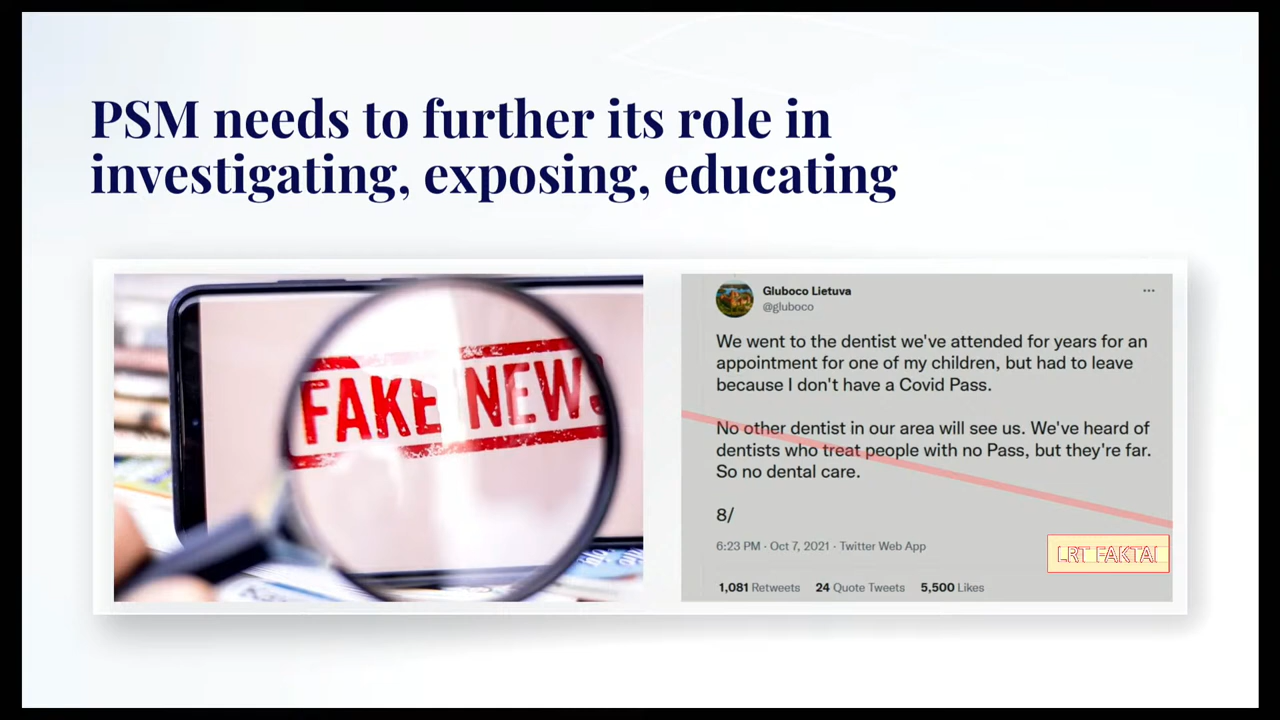 PSM needs to further its role in
investigating, exposing, educating
FAKE NEWS
Gluboco Lietuva
@gluboco
We went to the dentist we've attended for years for an
appointment for one of my children, but had to leave
because I don't have a Covid Pass.
No other dentist in our area will see us. We've heard of
dentists who treat people with no Pass, but they're far.
So no dental care.
8/
6:23 PM · Oct 7, 2021 · Twitter Web App
LRT FAKTAI
1,081 Retweets 24 Quote Tweets 5,500 Likes